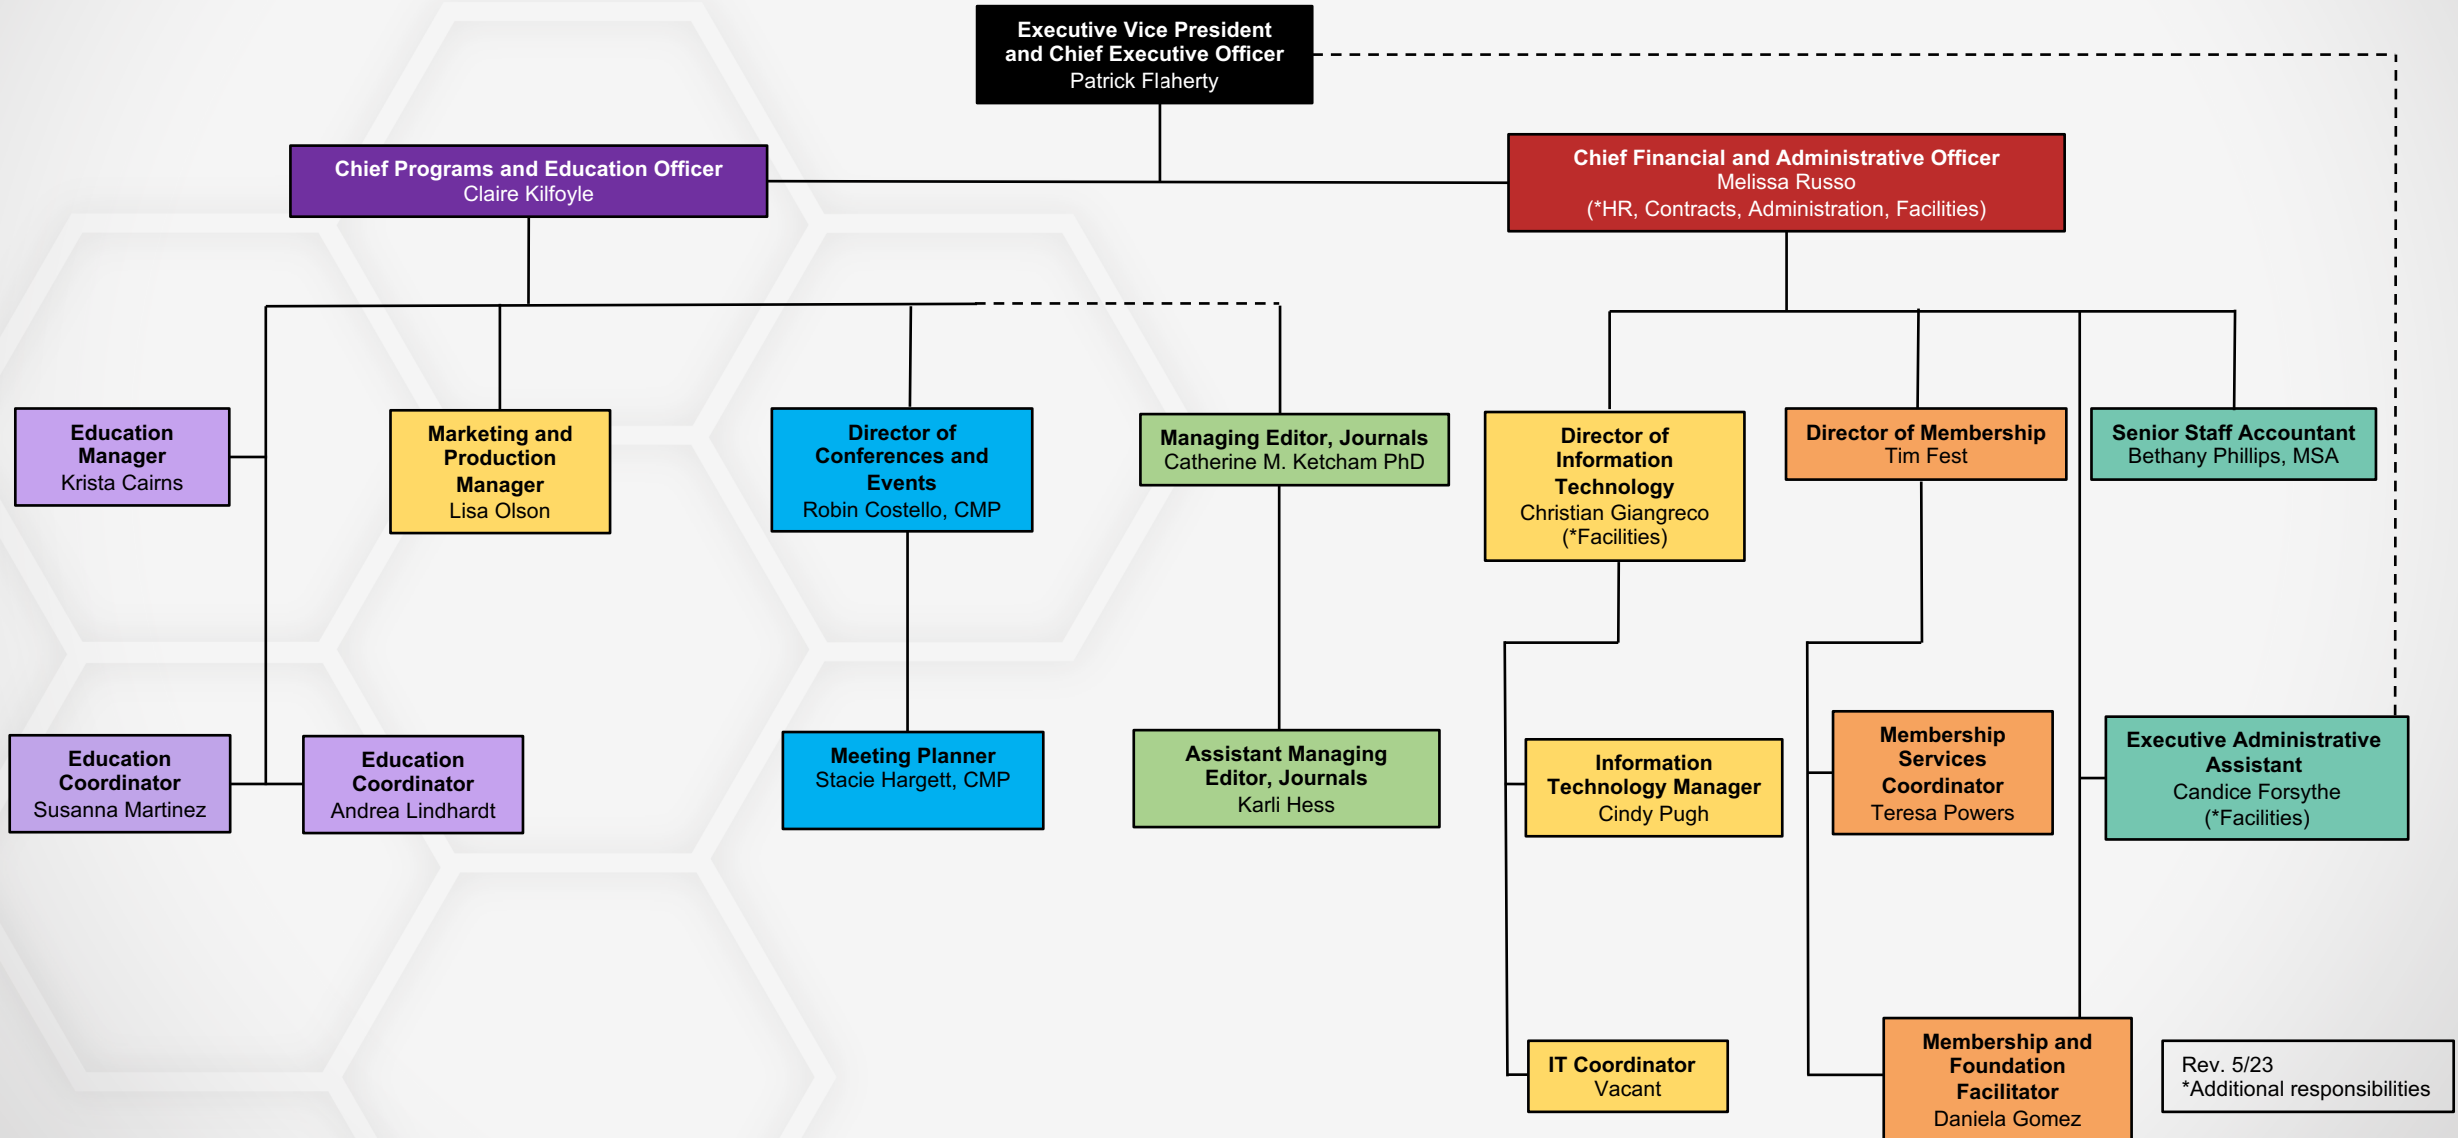 Executive Vice President
and Chief Executive Officer
Patrick Flaherty
Chief Programs and Education Officer
Claire Kilfoyle
Chief Financial and Administrative Officer
Melissa Russo
(*HR, Contracts, Administration, Facilities)
Education
Manager
Krista Cairns
Marketing and
Production
Manager
Lisa Olson
Director of
Conferences and
Events
Robin Costello, CMP
Managing Editor, Journals
Catherine M. Ketcham PhD
Director of
Information
Technology
Christian Giangreco
(*Facilities)
Director of Membership
Tim Fest
Senior Staff Accountant
Bethany Phillips, MSA
Education
Coordinator
Susanna Martinez
Education
Coordinator
Andrea Lindhardt
Meeting Planner
Stacie Hargett, CMP
Assistant Managing
Editor, Journals
Karli Hess
Information
Technology Manager
Cindy Pugh
Membership
Services
Coordinator
Teresa Powers
Executive Administrative
Assistant
Candice Forsythe
(*Facilities)
IT Coordinator
Vacant
Membership and
Foundation
Facilitator
Daniela Gomez
Rev. 5/23
*Additional responsibilities